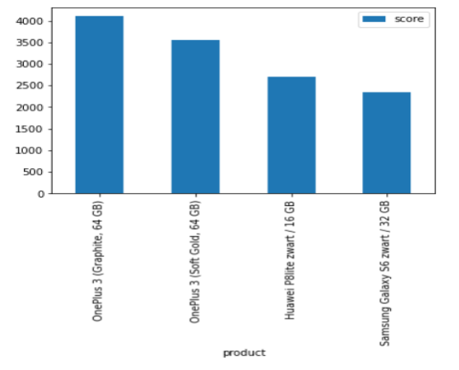 4000
3500
3000
2500
2000
1500
1000
500
0
score
OnePlus 3 (Graphite, 64 GB)
OnePlus 3 (Soft Gold, 64 GB)
Huawei P8lite zwart / 16 GB
Samsung Galaxy S6 zwart / 32 GB
product